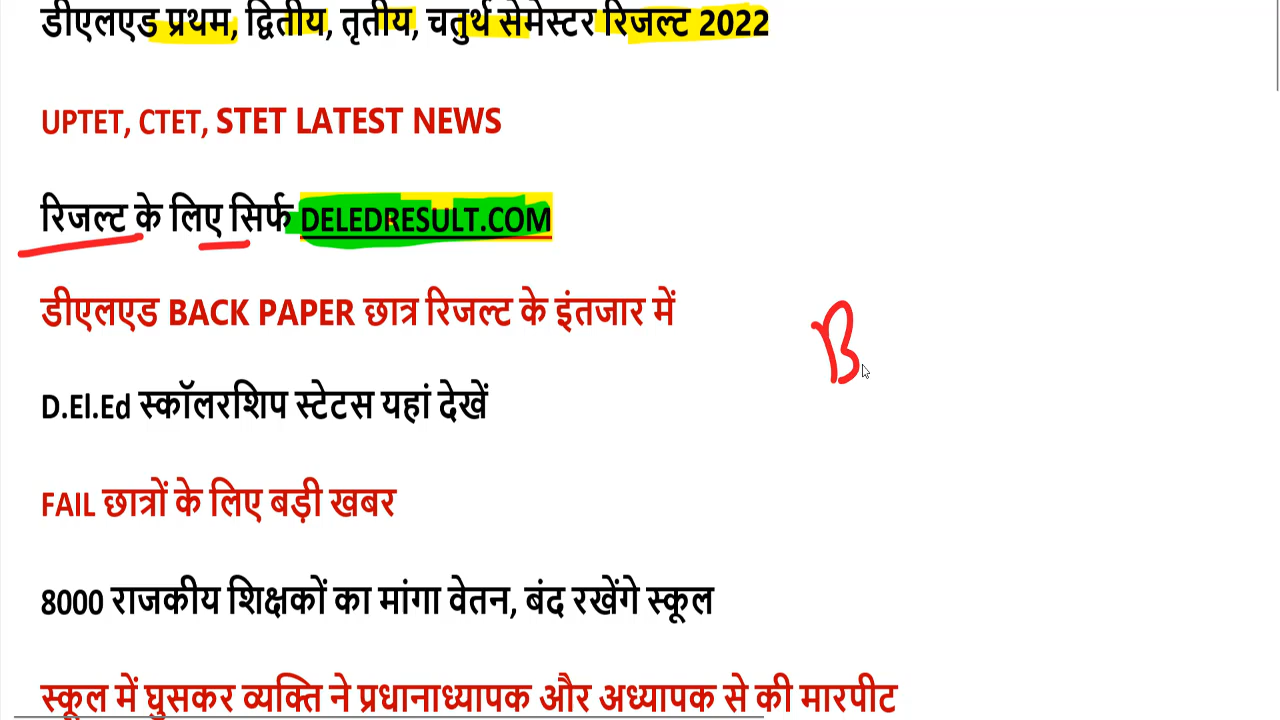 डीएलएड प्रथम, द्वितीय, तृतीय, चतुर्थ सेमेस्टर रिजल्ट 2022
UPTET, CTET, STET LATEST NEWS
रिजल्ट के लिए सिर्फ DELEDRESULT.COM
डीएलएड BACK PAPER छात्र रिजल्ट के इंतजार में
B
D.El.Ed स्कॉलरशिप स्टेटस यहां देखें
FAIL छात्रों के लिए बड़ी खबर
8000 राजकीय शिक्षकों का मांगा वेतन, बंद रखेंगे स्कूल
स्कूल में घुसकर व्यक्ति ने प्रधानाध्यापक और अध्यापक से की मारपीट